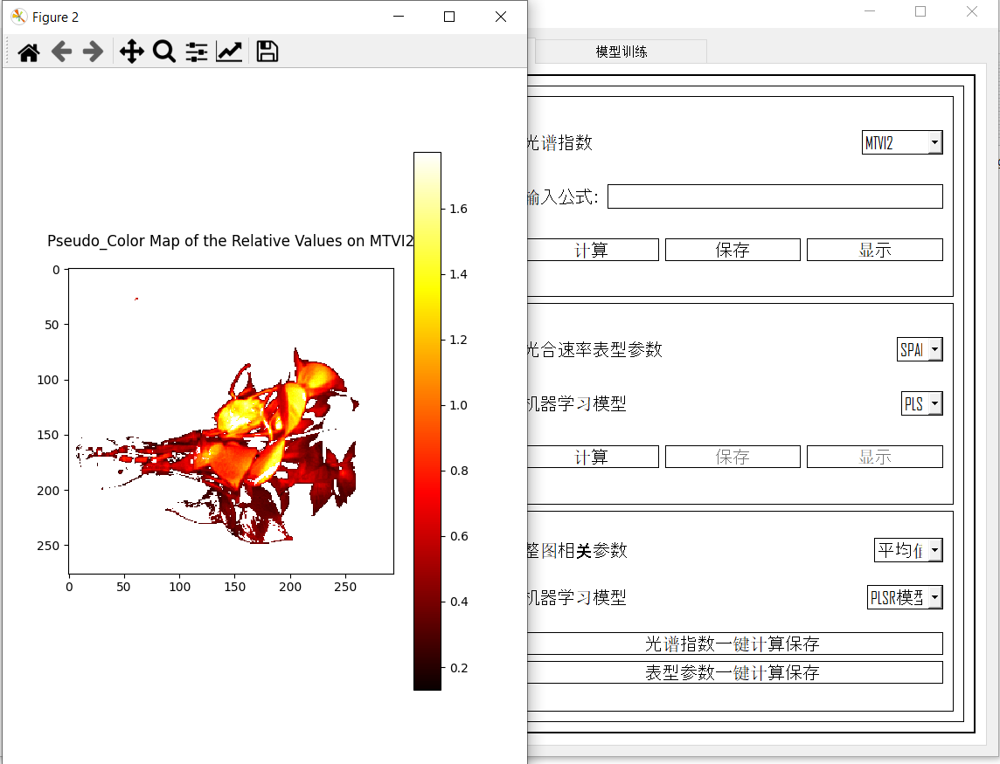 Figure 2
模型训练
光谱指数
MTVI2
输入公式:
计算
保存
显示
光合速率表型参数
SPA
机器学习模型
PLS
计算
保存
显示
整图相关参数
平均值
机器学习模型
PLSR模型
光谱指数一键计算保存
表型参数一键计算保存
Pseudo_Color Map of the Relative Values on MTVI2
0
50
100
150
200
250
0
50
100
150
200
250
1.6
1.4
1.2
1.0
0.8
0.6
0.4
0.2